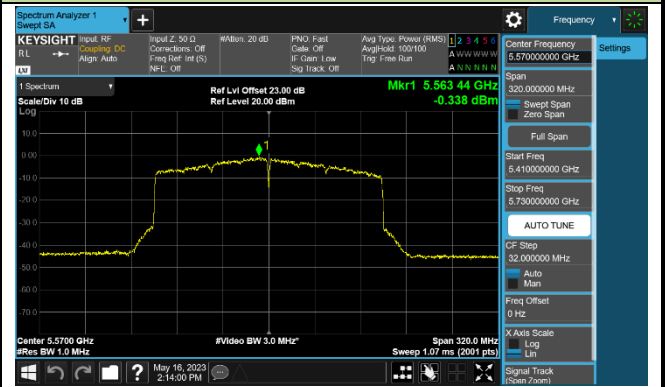 Spectrum Analyzer 1
Swept SA
Frequency
KEYSIGHT
RL
Input: RF
Coupling: DC
Align: Auto
Input Z: 50 Ω
Corrections: Off
Freq Ref: Int (S)
NFE: Off
#Atten: 20 dB
PNO: Fast
Gate: Off
IF Gain: Low
Sig Track: Off
Avg Type: Power (RMS)
Avg|Hold: 100/100
Trig: Free Run
1 2 3 4 5 6
A W W W W W
A N N N N N
1 Spectrum
Scale/Div 10 dB
Log
Ref Lvl Offset 23.00 dB
Ref Level 20.00 dBm
Mkr1 5.563 44 GHz
-0.338 dBm
10.0
0.00
-10.0
-20.0
-30.0
-40.0
-50.0
-60.0
-70.0
1
Center 5.5700 GHz
#Res BW 1.0 MHz
#Video BW 3.0 MHz*
Span 320.0 MHz
Sweep 1.07 ms (2001 pts)
May 16, 2023
2:14:00 PM
Center Frequency
5.570000000 GHz
Settings
Span
320.000000 MHz
Swept Span
Zero Span
Full Span
Start Freq
5.410000000 GHz
Stop Freq
5.730000000 GHz
AUTO TUNE
CF Step
32.000000 MHz
Auto
Man
Freq Offset
0 Hz
X Axis Scale
Log
Lin
Signal Track
(Span Zoom)